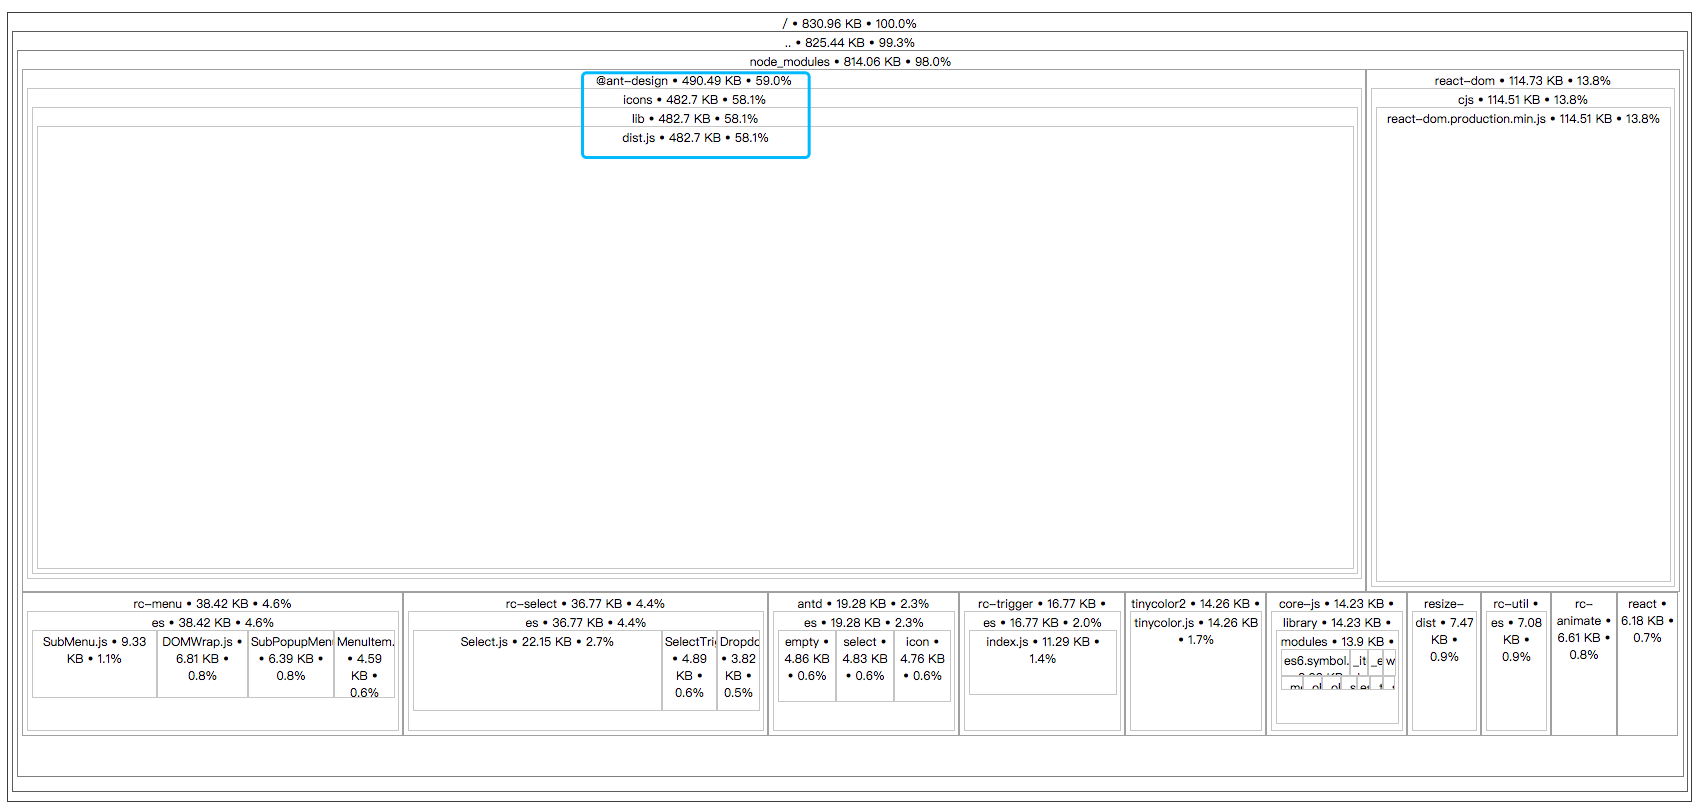 / • 830.96 KB • 100.0%
.. • 825.44 KB • 99.3%
node_modules • 814.06 KB • 98.0%
@ant-design • 490.49 KB • 59.0%
icons • 482.7 KB • 58.1%
lib • 482.7 KB • 58.1%
dist.js • 482.7 KB • 58.1%
react-dom • 114.73 KB • 13.8%
cjs • 114.51 KB • 13.8%
react-dom.production.min.js • 114.51 KB • 13.8%
rc-menu • 38.42 KB • 4.6%
es • 38.42 KB • 4.6%
SubMenu.js • 9.33
KB • 1.1%
DOMWrap.js •
6.81 KB •
0.8%
SubPopupMen
• 6.39 KB •
0.8%
MenuItem.
• 4.59
KB •
0.6%
rc-select • 36.77 KB • 4.4%
es • 36.77 KB • 4.4%
Select.js • 22.15 KB • 2.7%
SelectTri
• 4.89
KB •
0.6%
Dropdo
• 3.82
KB •
0.5%
antd • 19.28 KB • 2.3%
es • 19.28 KB • 2.3%
empty •
4.86 KB
• 0.6%
select •
4.83 KB
• 0.6%
icon •
4.76 KB
• 0.6%
rc-trigger • 16.77 KB •
es • 16.77 KB • 2.0%
index.js • 11.29 KB •
1.4%
tinycolor2 • 14.26 KB
tinycolor.js • 14.26 KB
• 1.7%
core-js • 14.23 KB •
library • 14.23 KB •
modules • 13.9 KB •
es6.symbol.
_it
_e
w
resize-
dist • 7.47
KB •
0.9%
rc-util •
es • 7.08
KB •
0.9%
rc-
animate •
6.61 KB •
0.8%
react •
6.18 KB •
0.7%